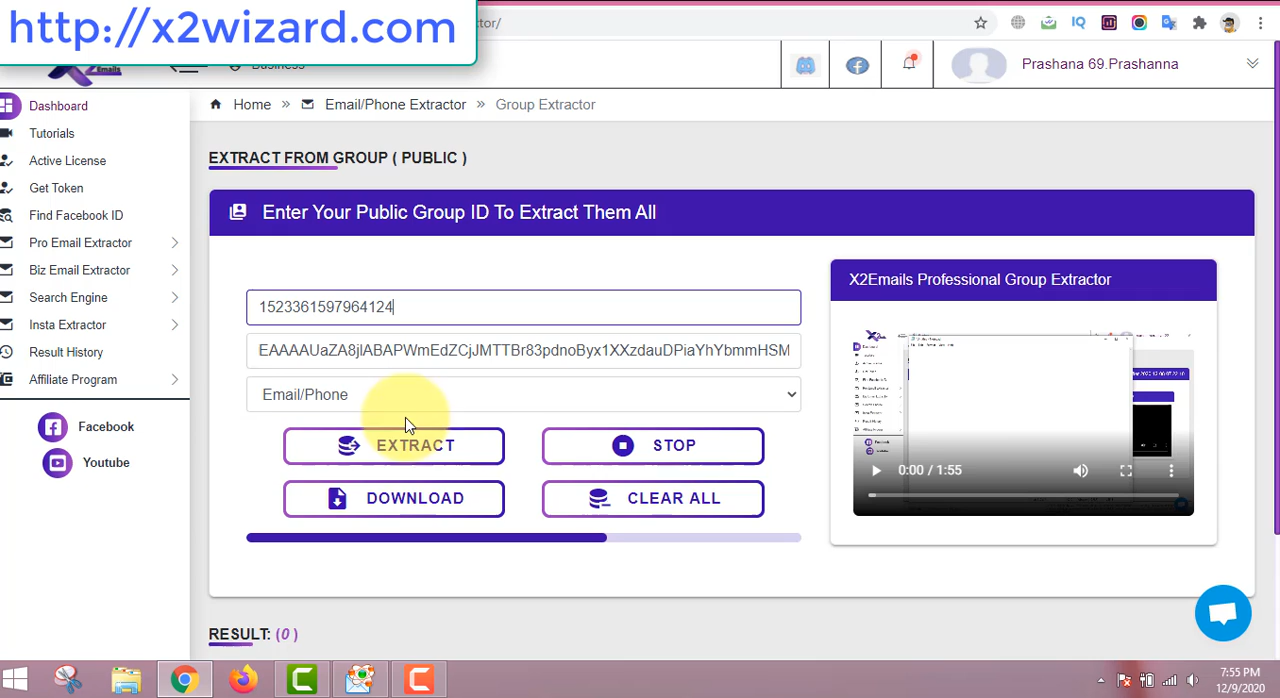 http://x2wizard.com
ctor/
Emails
Business
Prashana 69.Prashanna
Home » Email/Phone Extractor » Group Extractor
Dashboard
Tutorials
Active License
Get Token
Find Facebook ID
Pro Email Extractor
Biz Email Extractor
Search Engine
Insta Extractor
Result History
Affiliate Program
Facebook
Youtube
EXTRACT FROM GROUP ( PUBLIC )
Enter Your Public Group ID To Extract Them All
1523361597964124
EAAAAUaZA8jlABAPWmEdZCjJMTTBr83pdnoByx1XXzdauDPiaYhYbmmHSM
Email/Phone
EXTRACT
STOP
DOWNLOAD
CLEAR ALL
X2Emails Professional Group Extractor
0:00 / 1:55
RESULT: (0 )
7:55 PM
12/9/2020